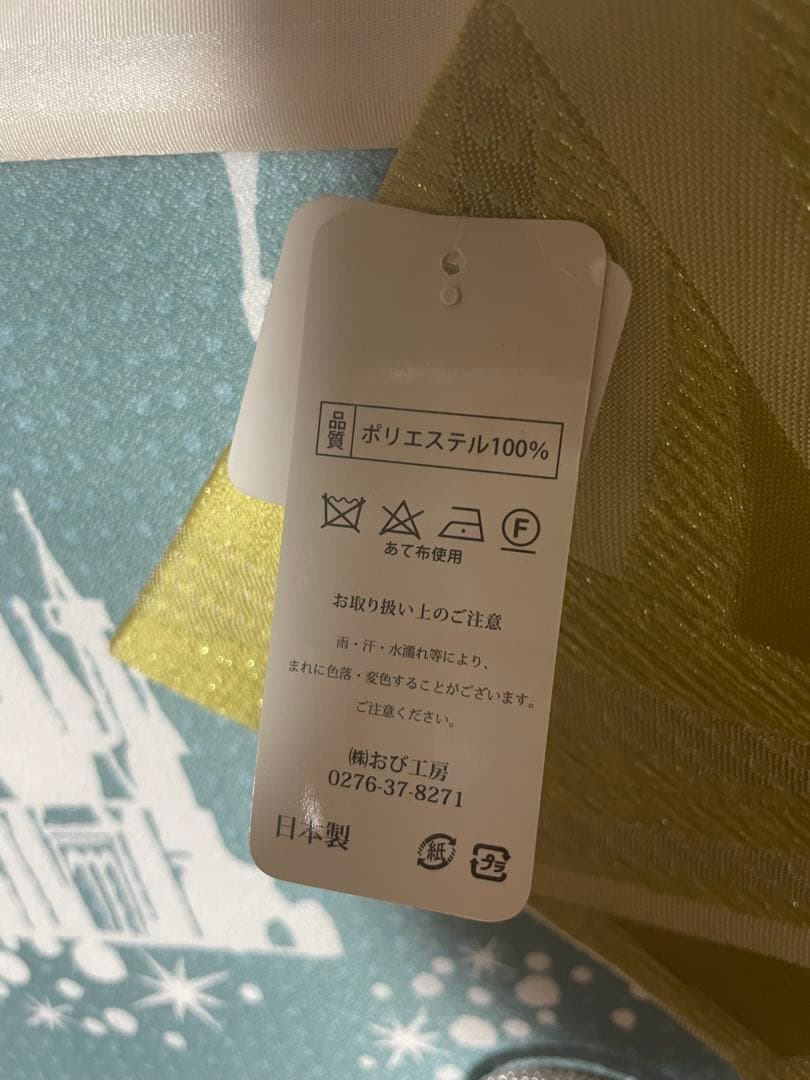 品質 ポリエステル100%
F
あて布使用
お取り扱い上のご注意
雨・汗・水濡れ等により、
まれに色落・変色することがございます。
ご注意ください。
㈱おび工房
0276-37-8271
日本製 紙 プラ